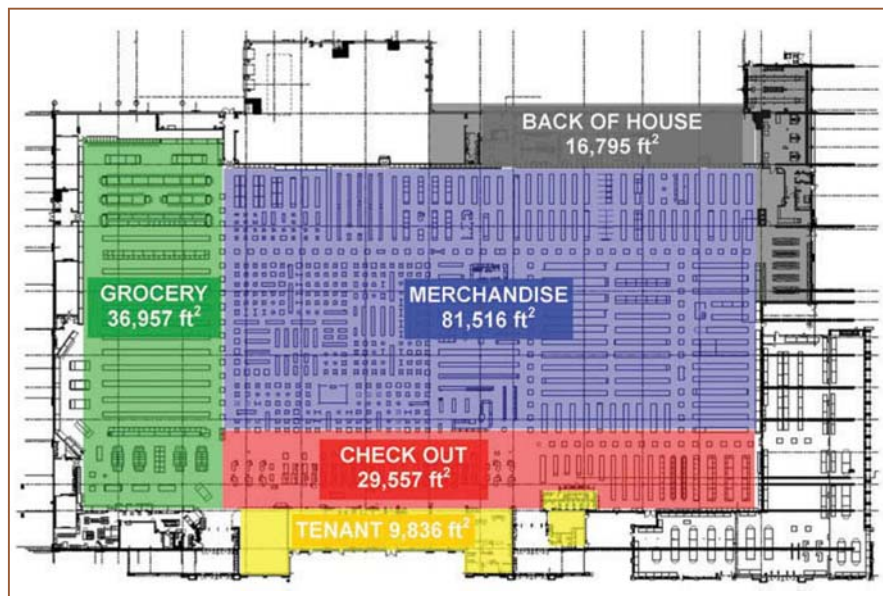 BACK OF HOUSE
16,795 ft²
GROCERY
36,957 ft²
MERCHANDISE
81,516 ft²
CHECK OUT
29,557 ft²
TENANT 9,836 ft²